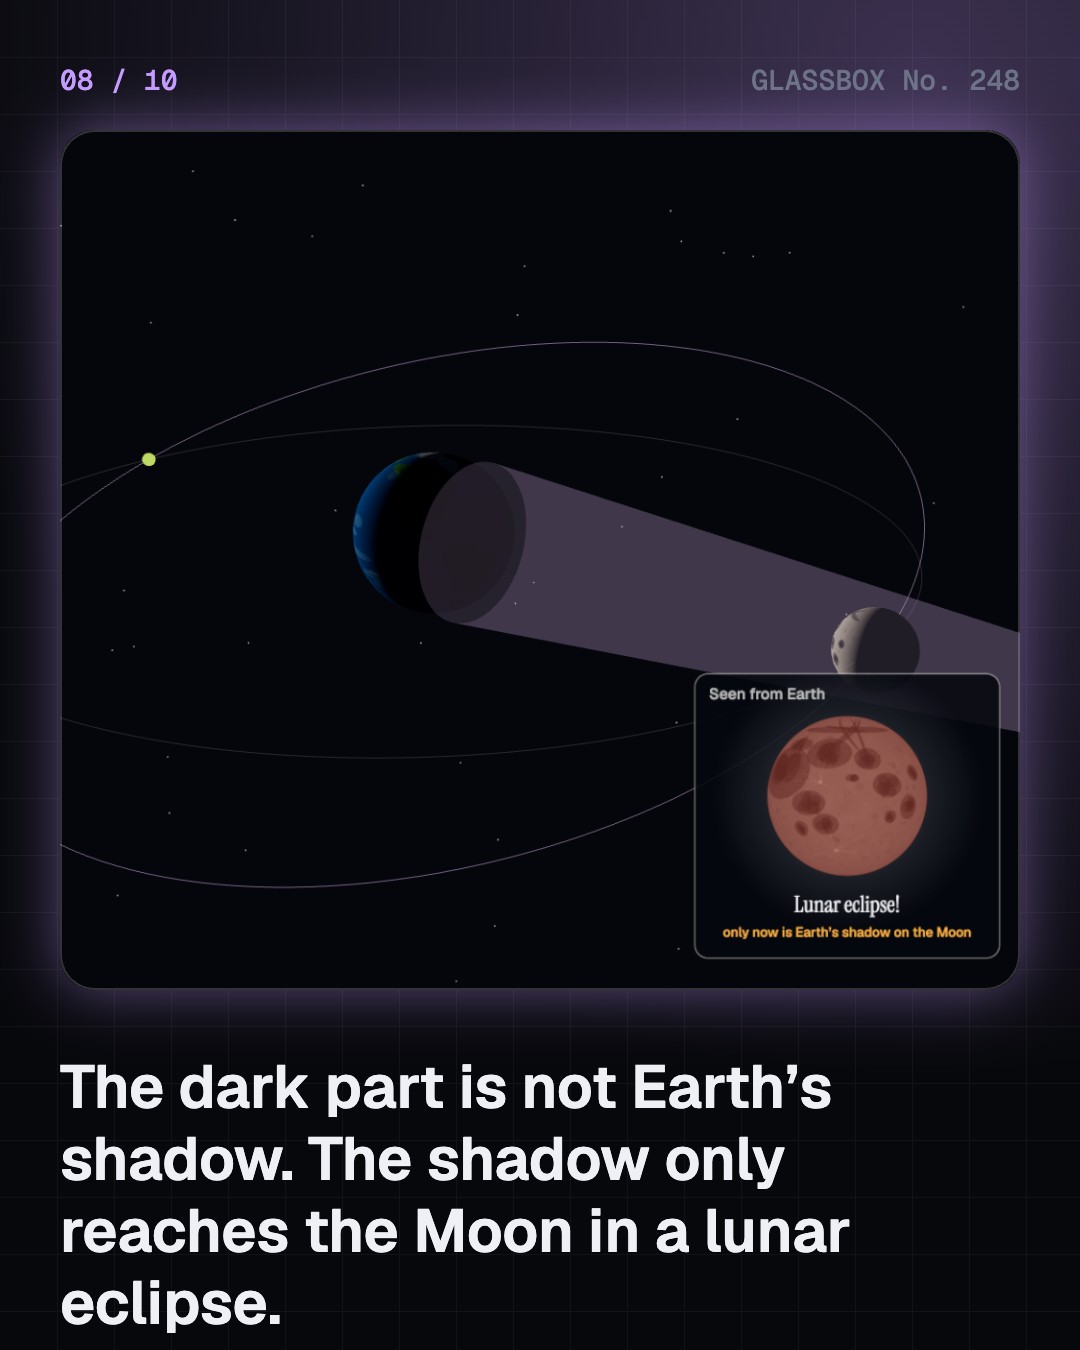 08 / 10
GLASSBOX No. 248
Seen from Earth
Lunar eclipse!
only now is Earth’s shadow on the Moon
The dark part is not Earth’s
shadow. The shadow only
reaches the Moon in a lunar
eclipse.